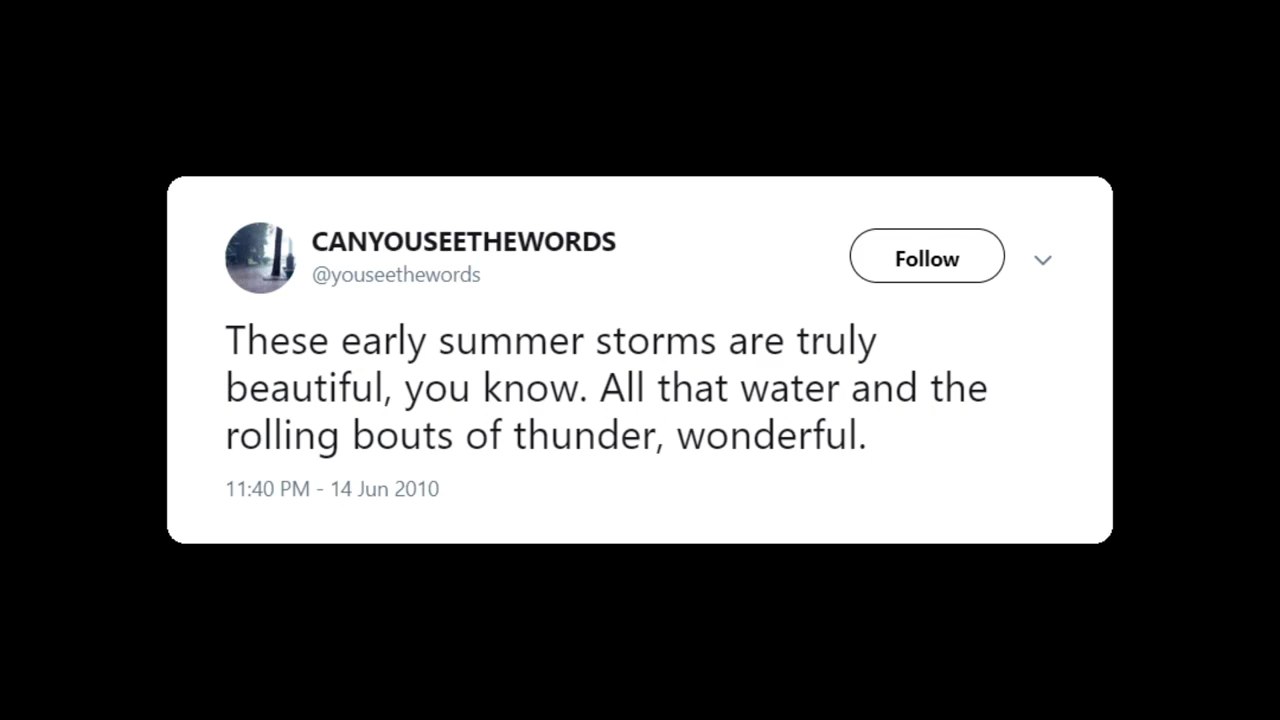 CANYOUSEETHEWORDS
@youseethewords
Follow
These early summer storms are truly
beautiful, you know. All that water and the
rolling bouts of thunder, wonderful.
11:40 PM - 14 Jun 2010